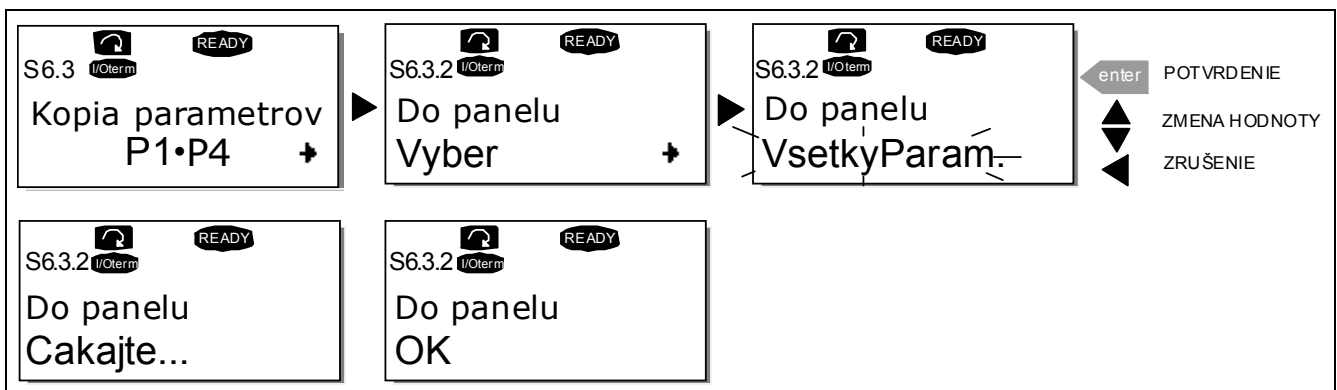 READY
S6.3 I/Oterm
Kopia parametrov
P1•P4
READY
S6.3.2 I/Oterm
Do panelu
Vyber
READY
S6.3.2 I/Oterm
Do panelu
VsetkyParam.
enter POTVRDENIE
ZMENA HODNOTY
ZRUŠENIE
READY
S6.3.2 I/Oterm
Do panelu
Cakajte...
READY
S6.3.2 I/Oterm
Do panelu
OK